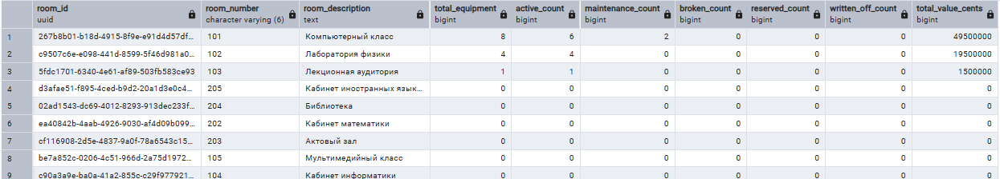 room_id room_number room_description total_equipment active_count maintenance_count broken_count reserved_count written_off_count total_value_cents
uuid character varying (6) text bigint bigint bigint bigint bigint bigint bigint
1 267b8b01-b18d-4915-8f9e-e91d4d57df... 101 Компьютерный класс 8 6 2 0 0 0 49500000
2 c9507c6e-e098-441d-8599-5f46d981a0... 102 Лаборатория физики 4 4 0 0 0 0 19500000
3 5fdc1701-6340-4e61-af89-503fb583ce93 103 Лекционная аудитория 1 1 0 0 0 0 1500000
4 d3afae51-f895-4ced-b9d2-20a1d3e0c4... 205 Кабинет иностранных язык... 0 0 0 0 0 0 0
5 02ad1543-dc69-4012-8293-913dec233f... 204 Библиотека 0 0 0 0 0 0 0
6 ea40842b-4aab-4926-9030-af4d09b099... 202 Кабинет математики 0 0 0 0 0 0 0
7 cf116908-2d5e-4837-9a0f-78a6543c15... 203 Актовый зал 0 0 0 0 0 0 0
8 be7a852c-0206-4c51-966d-2a75d1972... 105 Мультимедийный класс 0 0 0 0 0 0 0
9 c90a3a9e-ba0a-41a2-855c-c29f977921... 104 Кабинет информатики 0 0 0 0 0 0 0